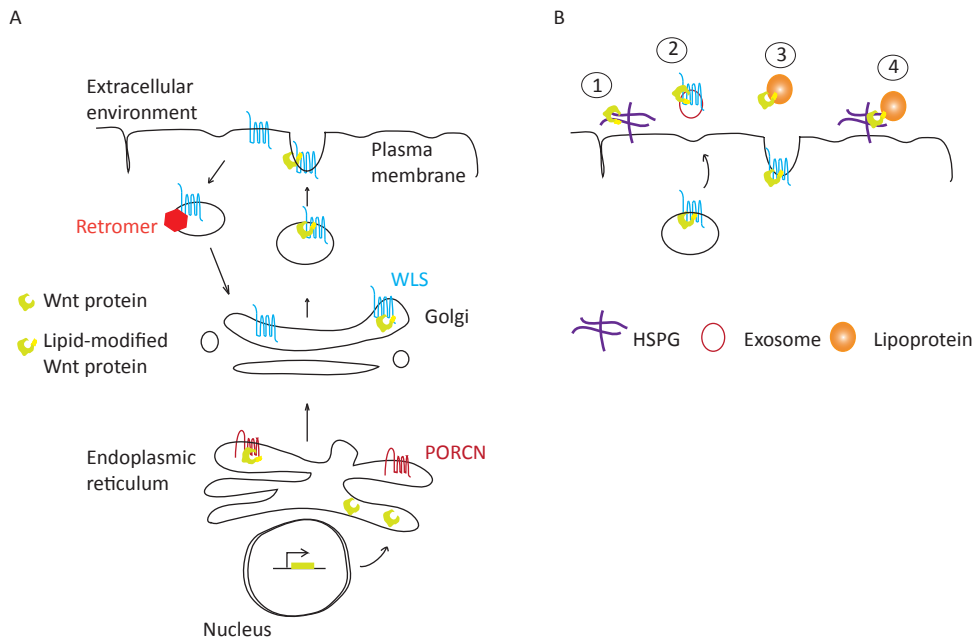 A
Extracellular
environment
Plasma
membrane
Retromer
WLS
Golgi
Wnt protein
Lipid-modified
Wnt protein
PORCN
Endoplasmic
reticulum
Nucleus
B
1
2
3
4
HSPG
Exosome
Lipoprotein